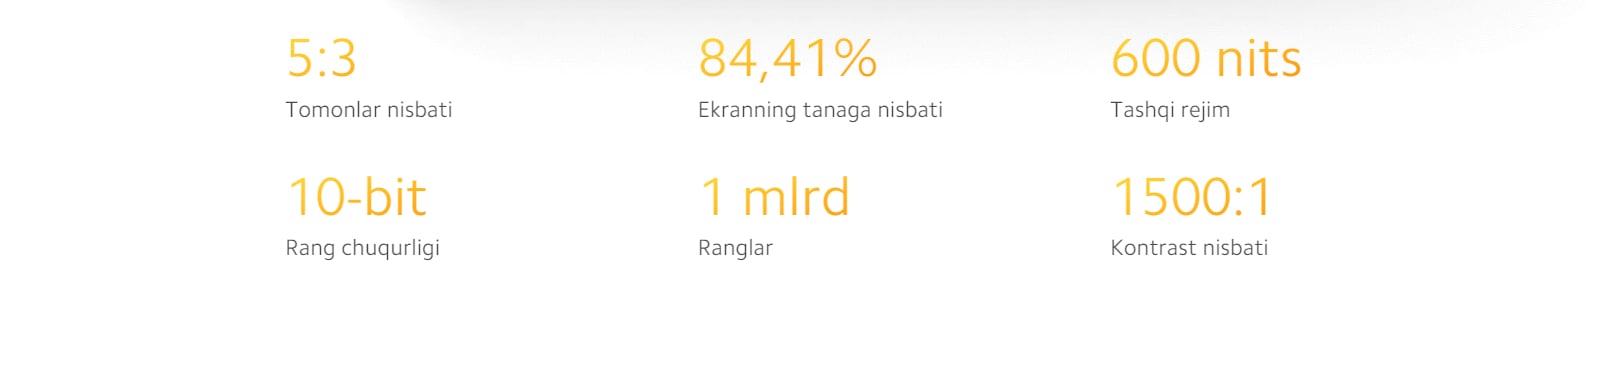 5:3
84,41%
600 nits
Tomonlar nisbati
Ekranning tanaga nisbati
Tashqi rejim
10-bit
1 mlrd
1500:1
Rang chuqurligi
Ranglar
Kontrast nisbati